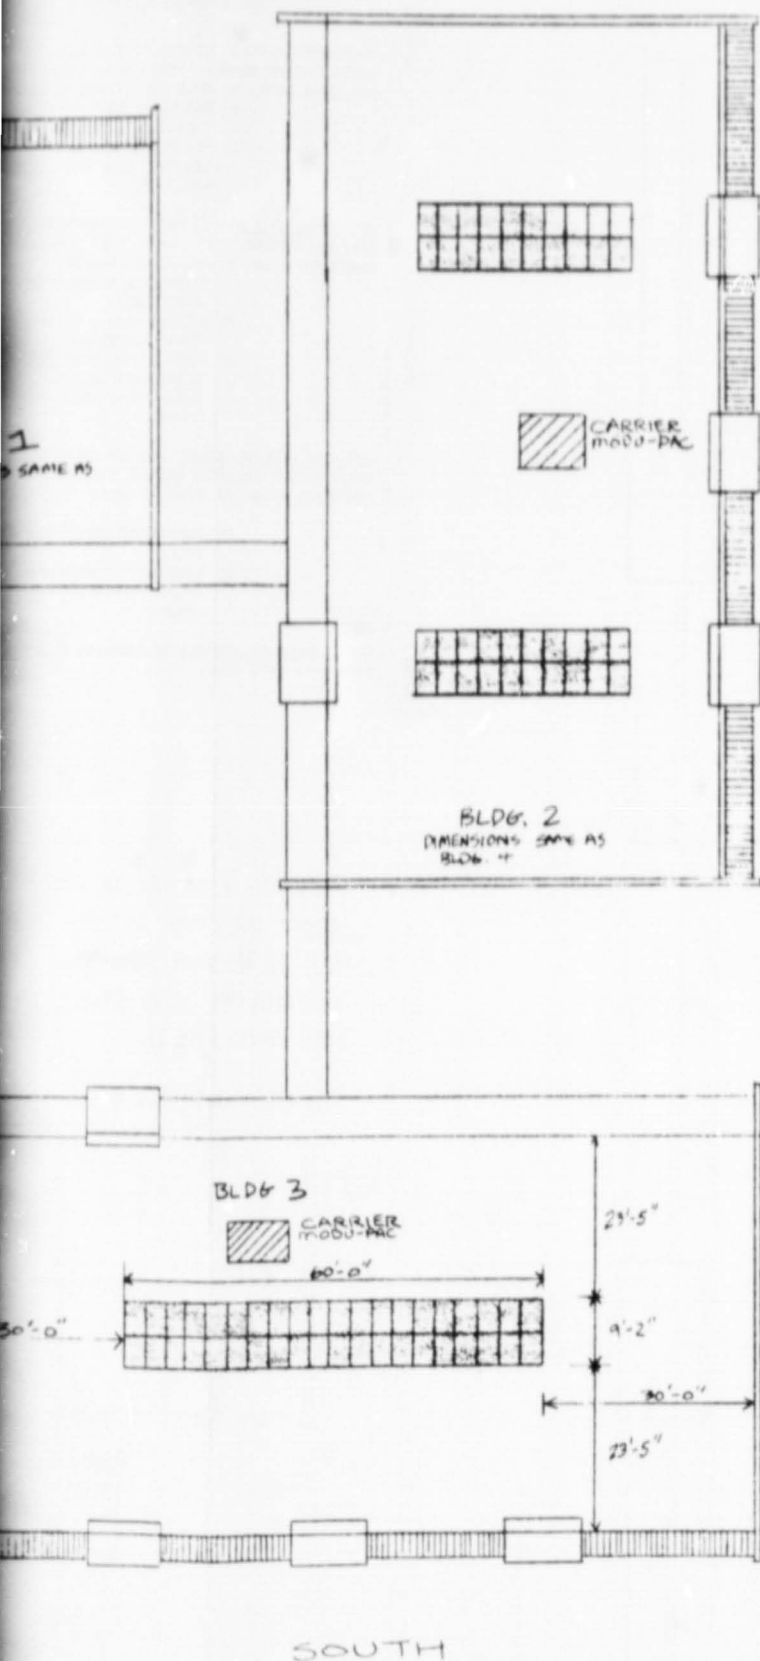 CARRIER
MODU-PAC
1
SAME AS
BLDG. 2
DIMENSIONS SAME AS
BLDG. 4
BLDG 3
CARRIER
MODU-PAC
23'-5"
60'-0"
30'-0"
9'-2"
30'-0"
23'-5"
SOUTH